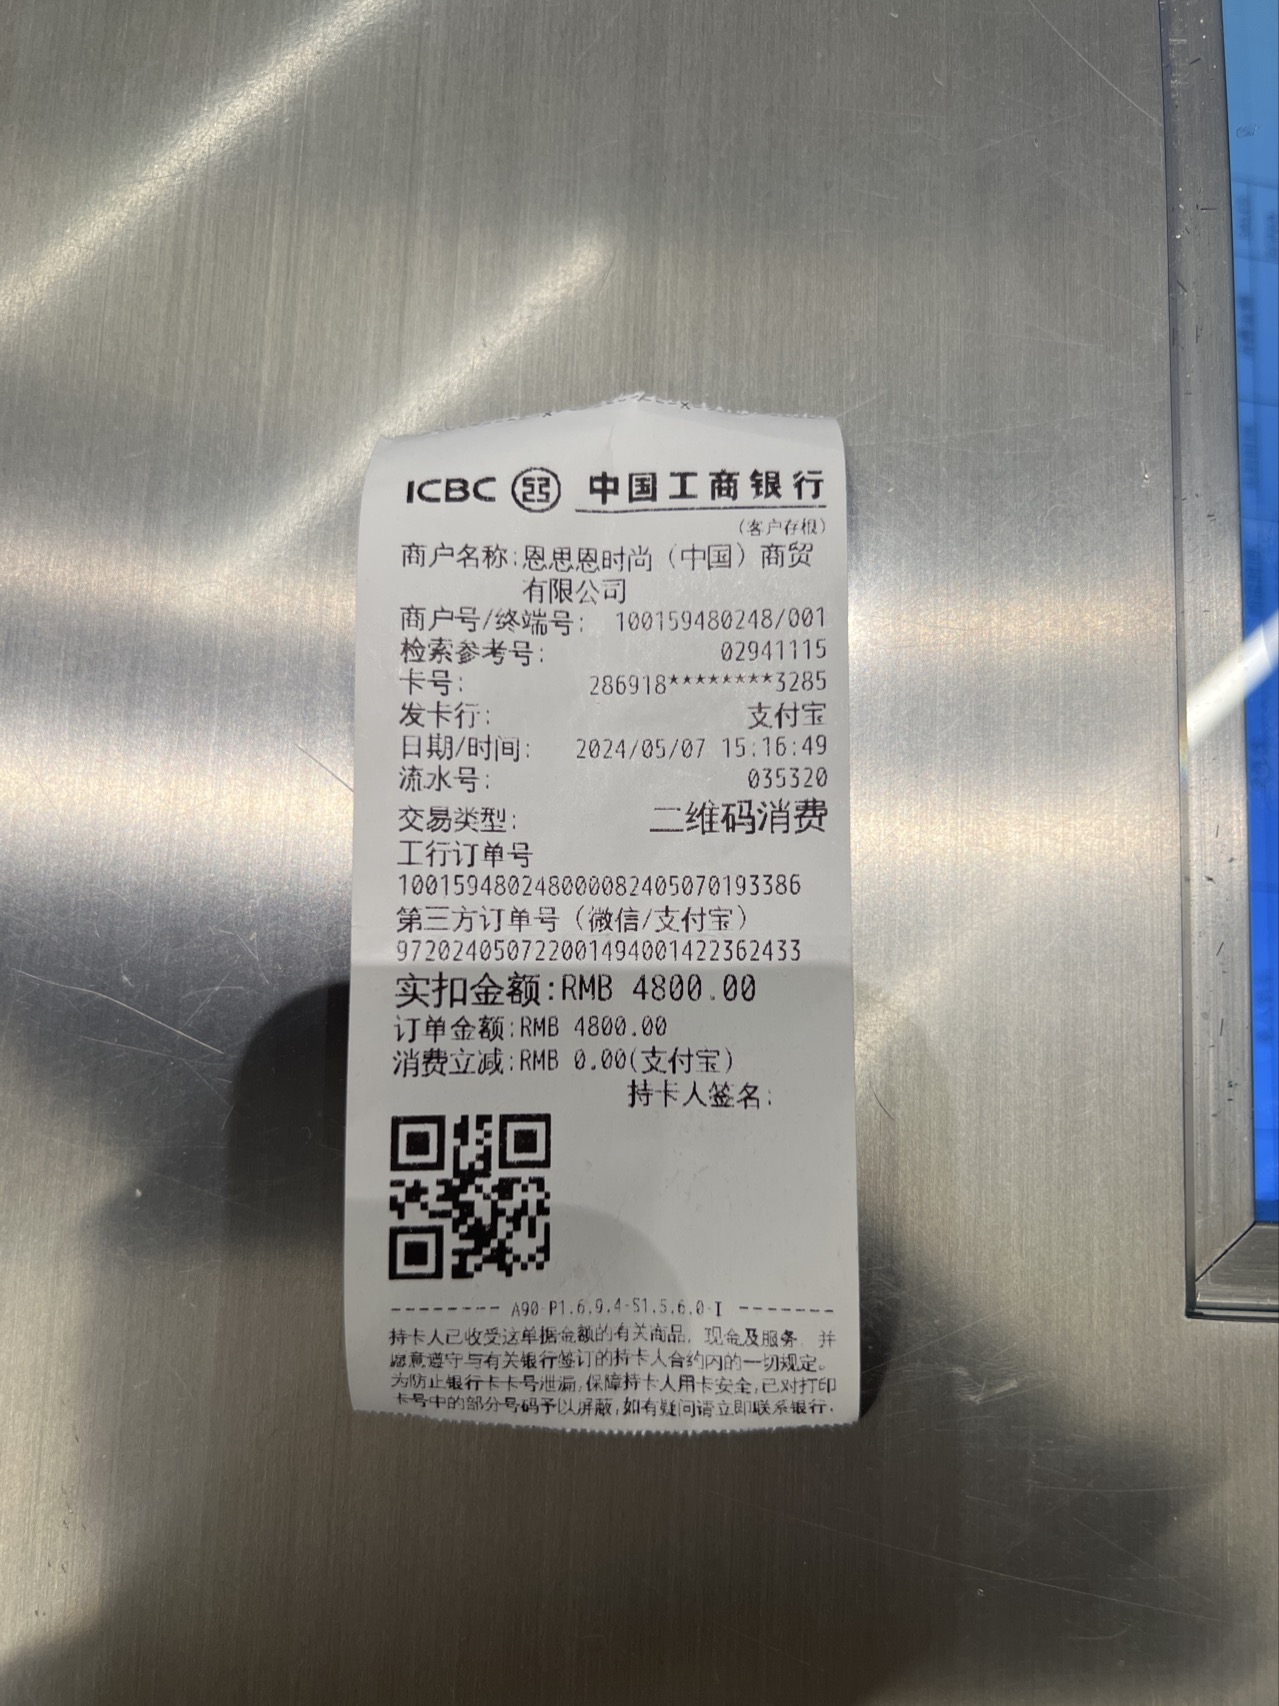 ICBC 中国工商银行
(客户存根)
商户名称:恩思恩时尚（中国）商贸
有限公司
商户号/终端号: 100159480248/001
检索参考号: 02941115
卡号: 286918********3285
发卡行: 支付宝
日期/时间: 2024/05/07 15:16:49
流水号: 035320
交易类型: 二维码消费
工行订单号
100159480248000082405070193386
第三方订单号（微信/支付宝）
972024050722001494001422362433
实扣金额:RMB 4800.00
订单金额:RMB 4800.00
消费立减:RMB 0.00(支付宝)
持卡人签名:
-------- A90-P1.6.9.4-S1.5.6.0-I -------
持卡人已收受这单据金额的有关商品, 现金及服务, 并
愿意遵守与有关银行签订的持卡人合约内的一切规定。
为防止银行卡卡号泄漏,保障持卡人用卡安全,已对打印
卡号中的部分号码予以屏蔽,如有疑问请立即联系银行.